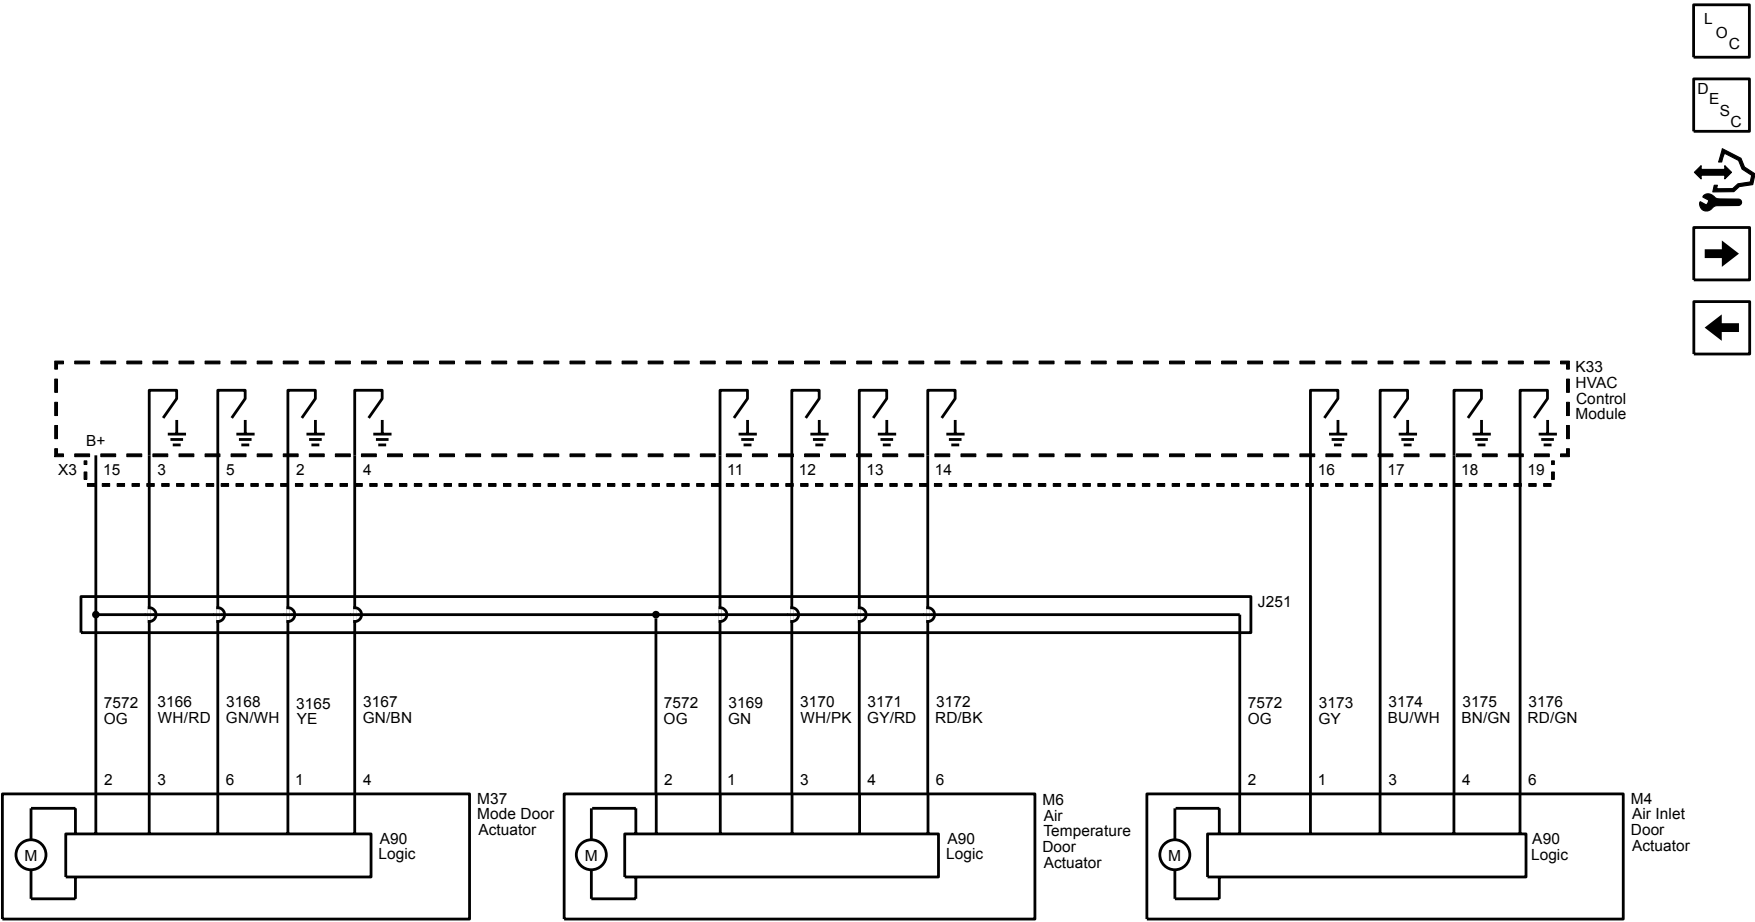 L
O
C
D
E
S
C
K33
HVAC
Control
Module
B+
X3 15 3 5 2 4 11 12 13 14 16 17 18 19
J251
7572 3166 3168 3165 3167 7572 3169 3170 3171 3172 7572 3173 3174 3175 3176
OG WH/RD GN/WH YE GN/BN OG GN WH/PK GY/RD RD/BK OG GY BU/WH BN/GN RD/GN
2 3 6 1 4 2 1 3 4 6 2 1 3 4 6
M37
Mode Door
Actuator
A90
Logic
M
M6
Air
Temperature
Door
Actuator
A90
Logic
M
M4
Air Inlet
Door
Actuator
A90
Logic
M